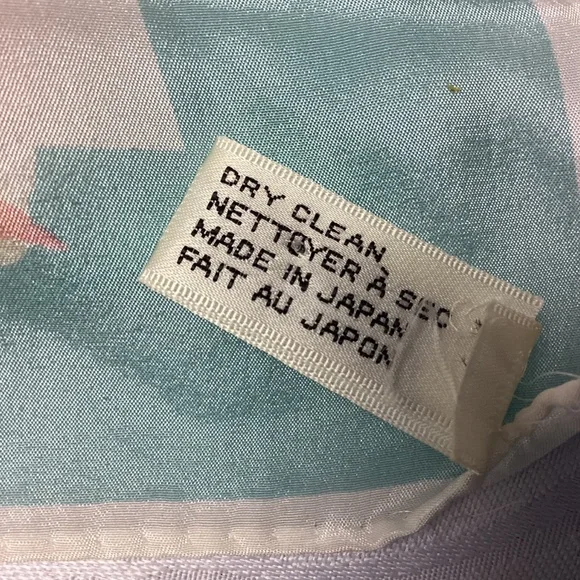 DRY CLEAN
NETTOYER À SEC
MADE IN JAPAN
FAIT AU JAPON